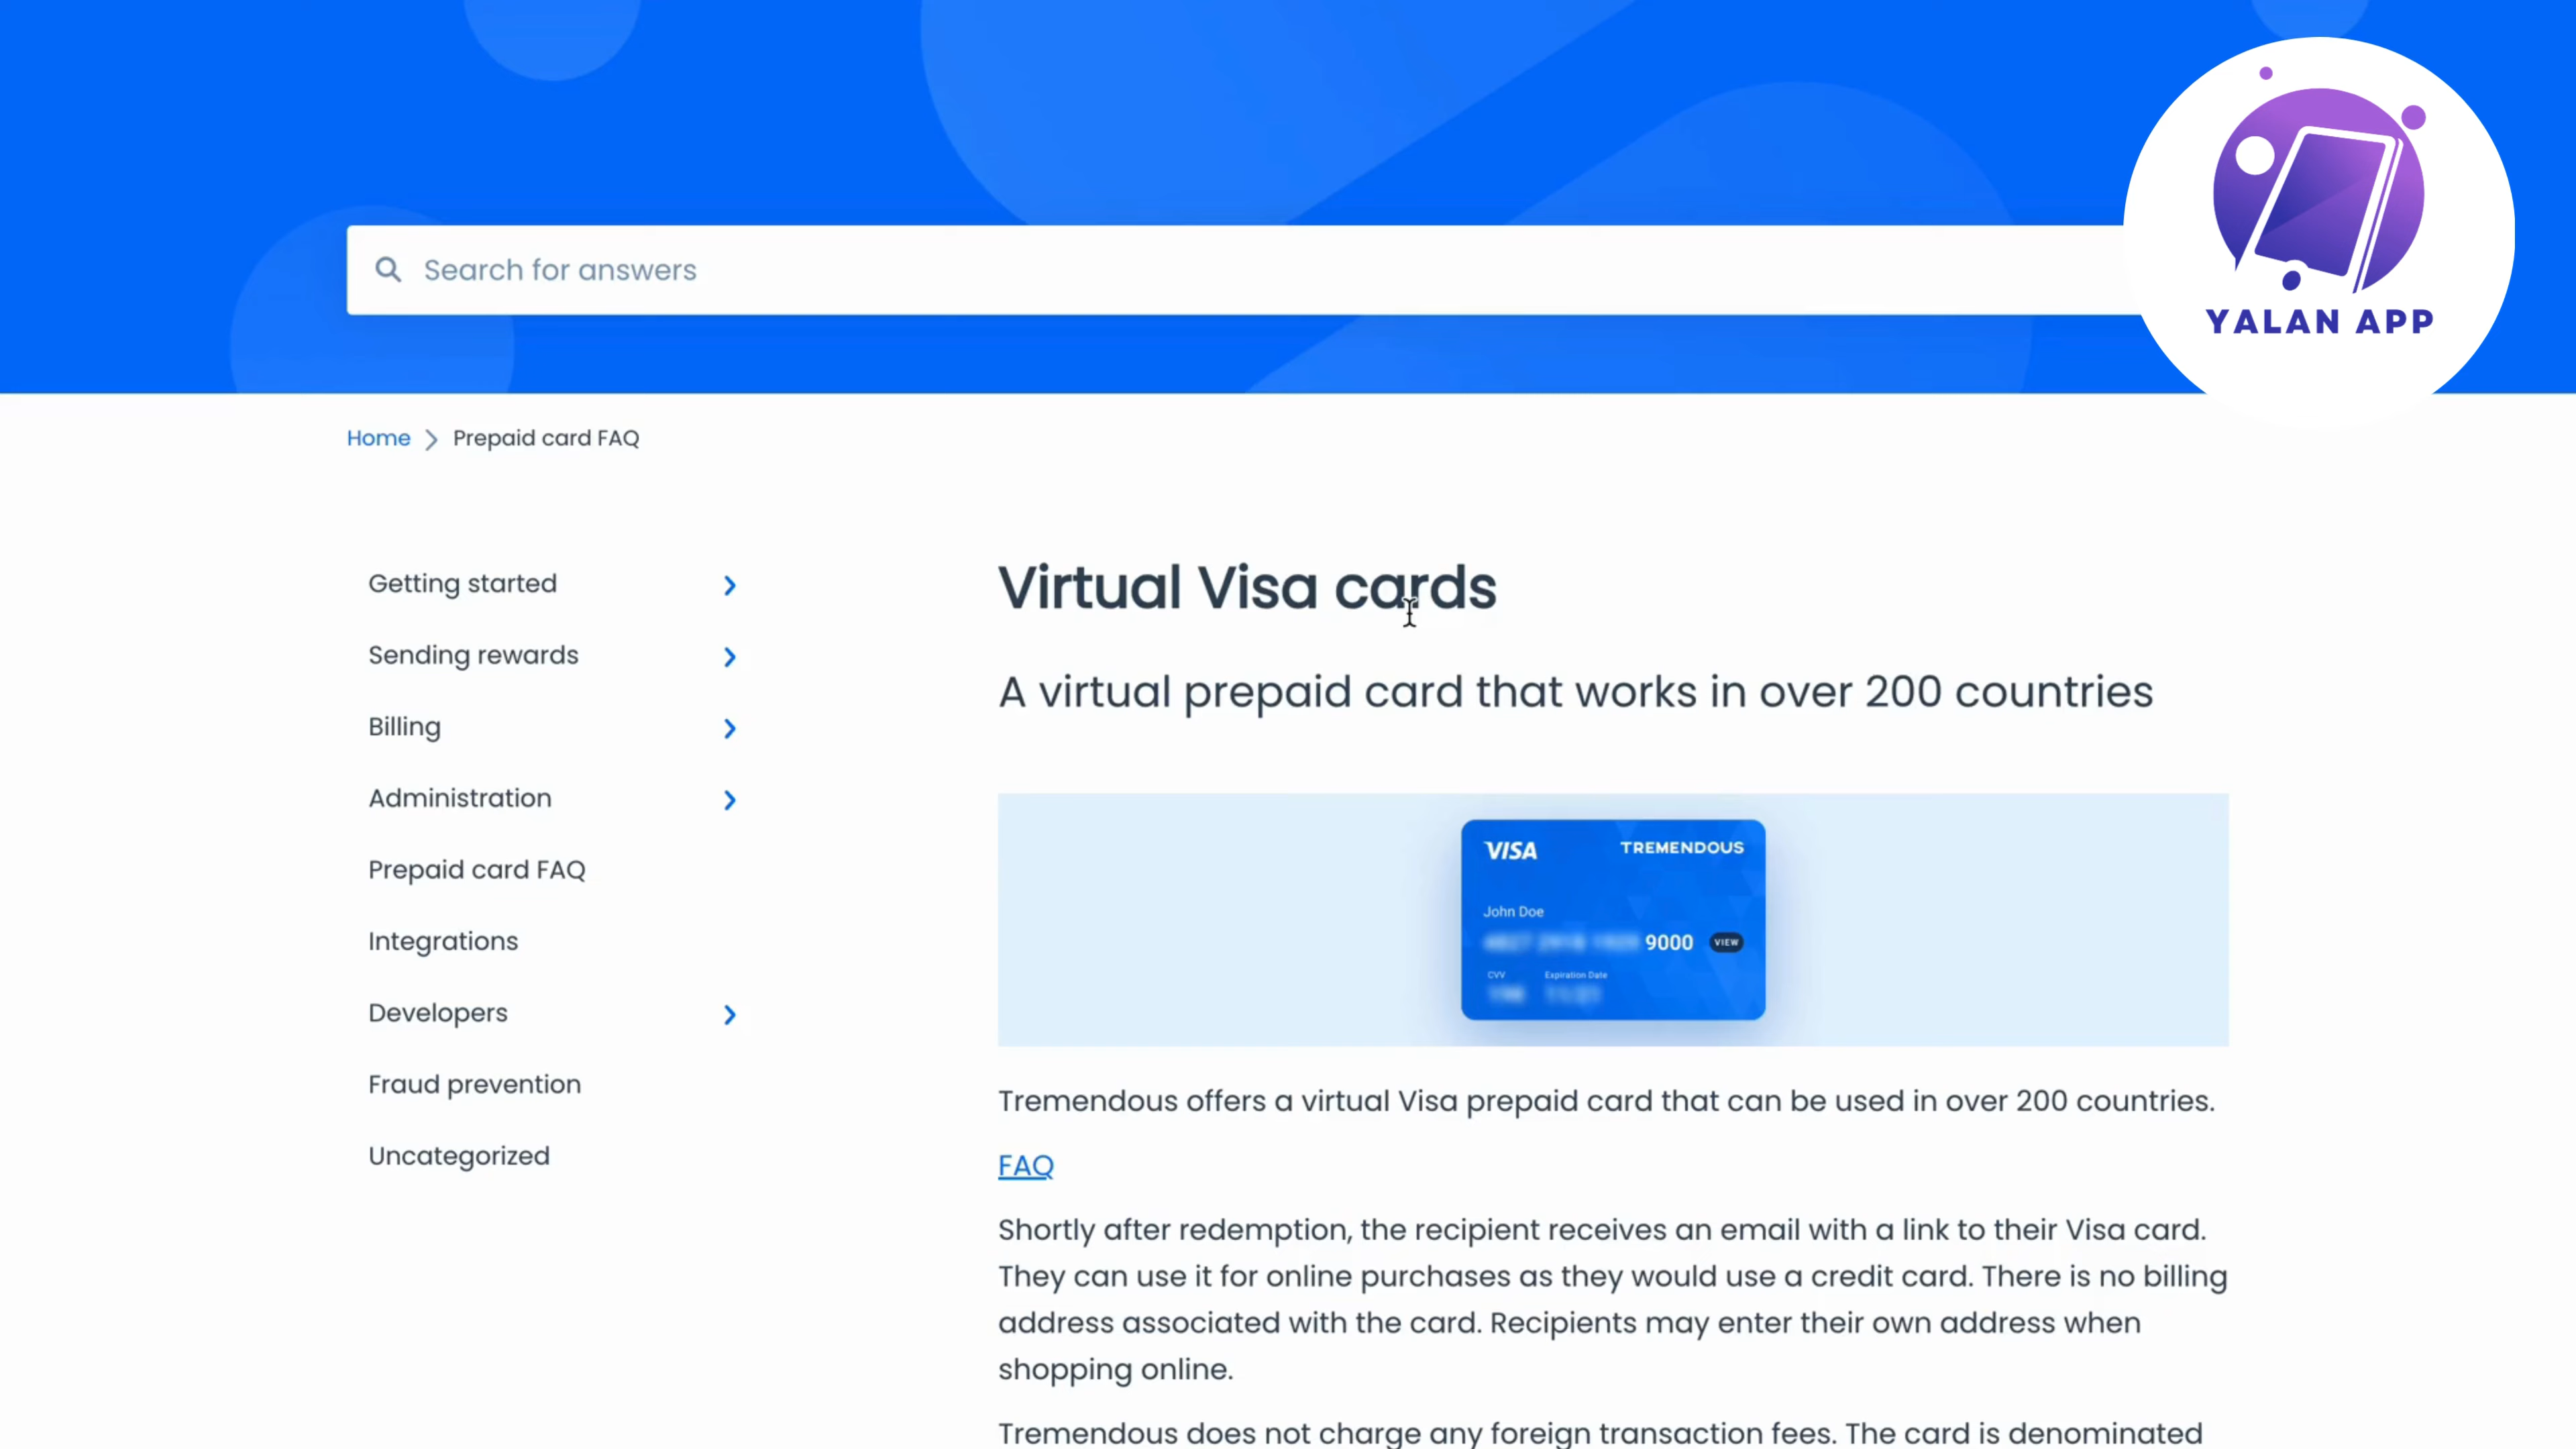 Search for answers
YALAN APP
Home > Prepaid card FAQ
Getting started
Sending rewards
Billing
Administration
Prepaid card FAQ
Integrations
Developers
Fraud prevention
Uncategorized
Virtual Visa cards
A virtual prepaid card that works in over 200 countries
VISA TREMENDOUS
John Doe
9000 VIEW
CVV Expiration Date
Tremendous offers a virtual Visa prepaid card that can be used in over 200 countries.
FAQ
Shortly after redemption, the recipient receives an email with a link to their Visa card.
They can use it for online purchases as they would use a credit card. There is no billing
address associated with the card. Recipients may enter their own address when
shopping online.
Tremendous does not charge any foreign transaction fees. The card is denominated